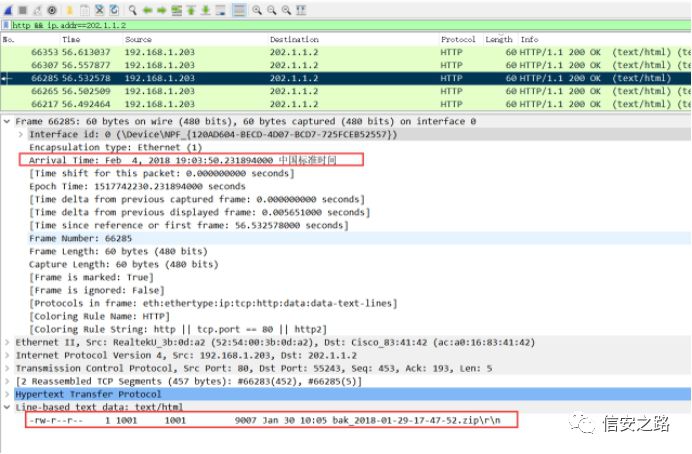 http && ip.addr==202.1.1.2
No. Time Source Destination Protocol Length Info
66353 56.613037 192.168.1.203 202.1.1.2 HTTP 60 HTTP/1.1 200 OK (text/html) (te
66307 56.557877 192.168.1.203 202.1.1.2 HTTP 60 HTTP/1.1 200 OK (text/html) (te
66285 56.532578 192.168.1.203 202.1.1.2 HTTP 60 HTTP/1.1 200 OK (text/html)
66265 56.502509 192.168.1.203 202.1.1.2 HTTP 60 HTTP/1.1 200 OK (text/html) (te
66217 56.492464 192.168.1.203 202.1.1.2 HTTP 60 HTTP/1.1 200 OK (text/html) (te
Frame 66285: 60 bytes on wire (480 bits), 60 bytes captured (480 bits) on interface 0
Interface id: 0 (\Device\NPF_{120AD604-BECD-4D07-BCD7-725FCEB52557})
Encapsulation type: Ethernet (1)
Arrival Time: Feb 4, 2018 19:03:50.231894000 中国标准时间
[Time shift for this packet: 0.000000000 seconds]
Epoch Time: 1517742230.231894000 seconds
[Time delta from previous captured frame: 0.000000000 seconds]
[Time delta from previous displayed frame: 0.005651000 seconds]
[Time since reference or first frame: 56.532578000 seconds]
Frame Number: 66285
Frame Length: 60 bytes (480 bits)
Capture Length: 60 bytes (480 bits)
[Frame is marked: True]
[Frame is ignored: False]
[Protocols in frame: eth:ethertype:ip:tcp:http:data:data-text-lines]
[Coloring Rule Name: HTTP]
[Coloring Rule String: http || tcp.port == 80 || http2]
Ethernet II, Src: RealtekU_3b:0d:a2 (52:54:00:3b:0d:a2), Dst: Cisco_83:41:42 (ac:a0:16:83:41:42)
Internet Protocol Version 4, Src: 192.168.1.203, Dst: 202.1.1.2
Transmission Control Protocol, Src Port: 80, Dst Port: 55243, Seq: 453, Ack: 193, Len: 5
[2 Reassembled TCP Segments (457 bytes): #66283(452), #66285(5)]
Hypertext Transfer Protocol
Line-based text data: text/html
-rw-r--r-- 1 1001 1001 9007 Jan 30 10:05 bak_2018-01-29-17-47-52.zip\r\n
信安之路